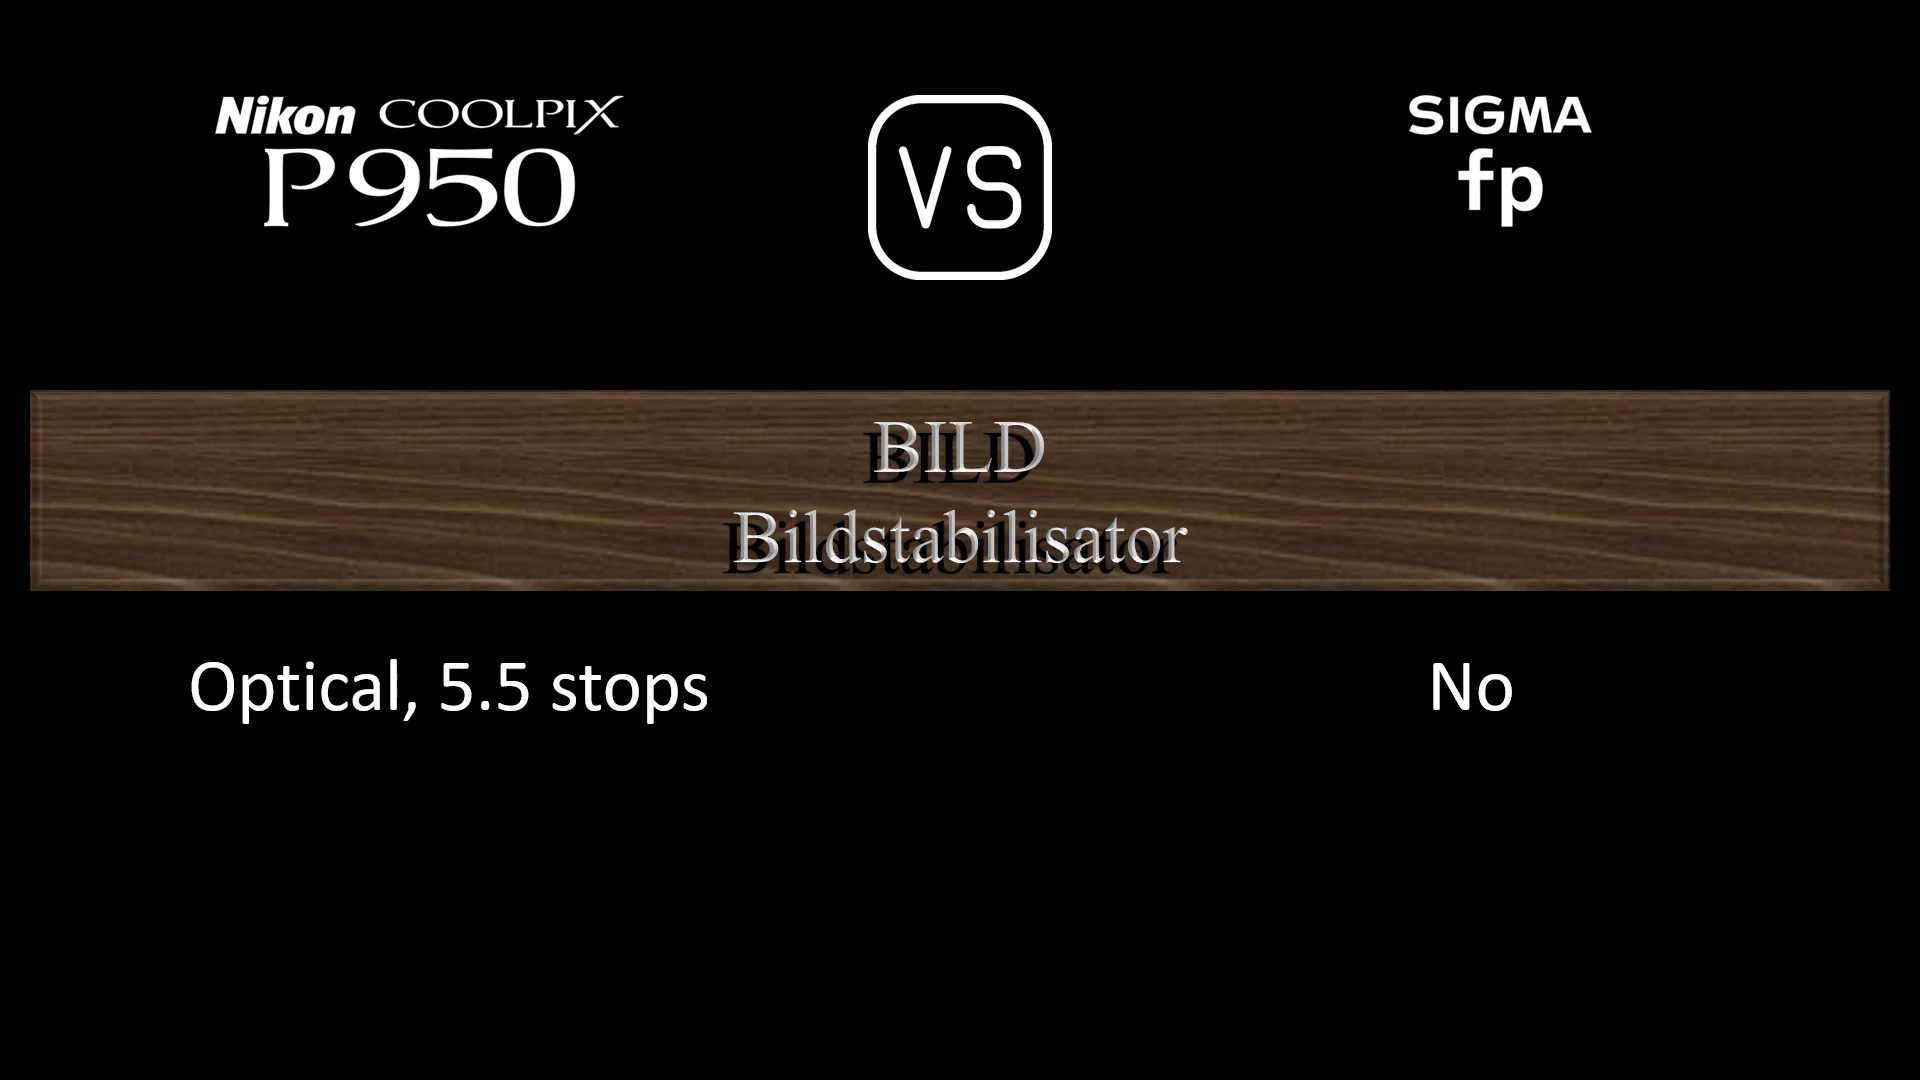 Nikon COOLPIX
P950
VS
SIGMA
fp
BILD
Bildstabilisator
Optical, 5.5 stops
No